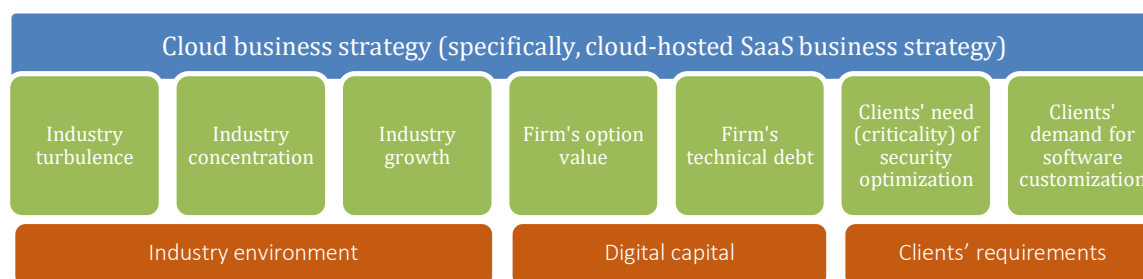 Cloud business strategy (specifically, cloud-hosted SaaS business strategy)
Industry
turbulence
Industry
concentration
Industry
growth
Firm's option
value
Firm's
technical debt
Clients' need
(criticality) of
security
optimization
Clients'
demand for
software
customization
Industry environment
Digital capital
Clients’ requirements